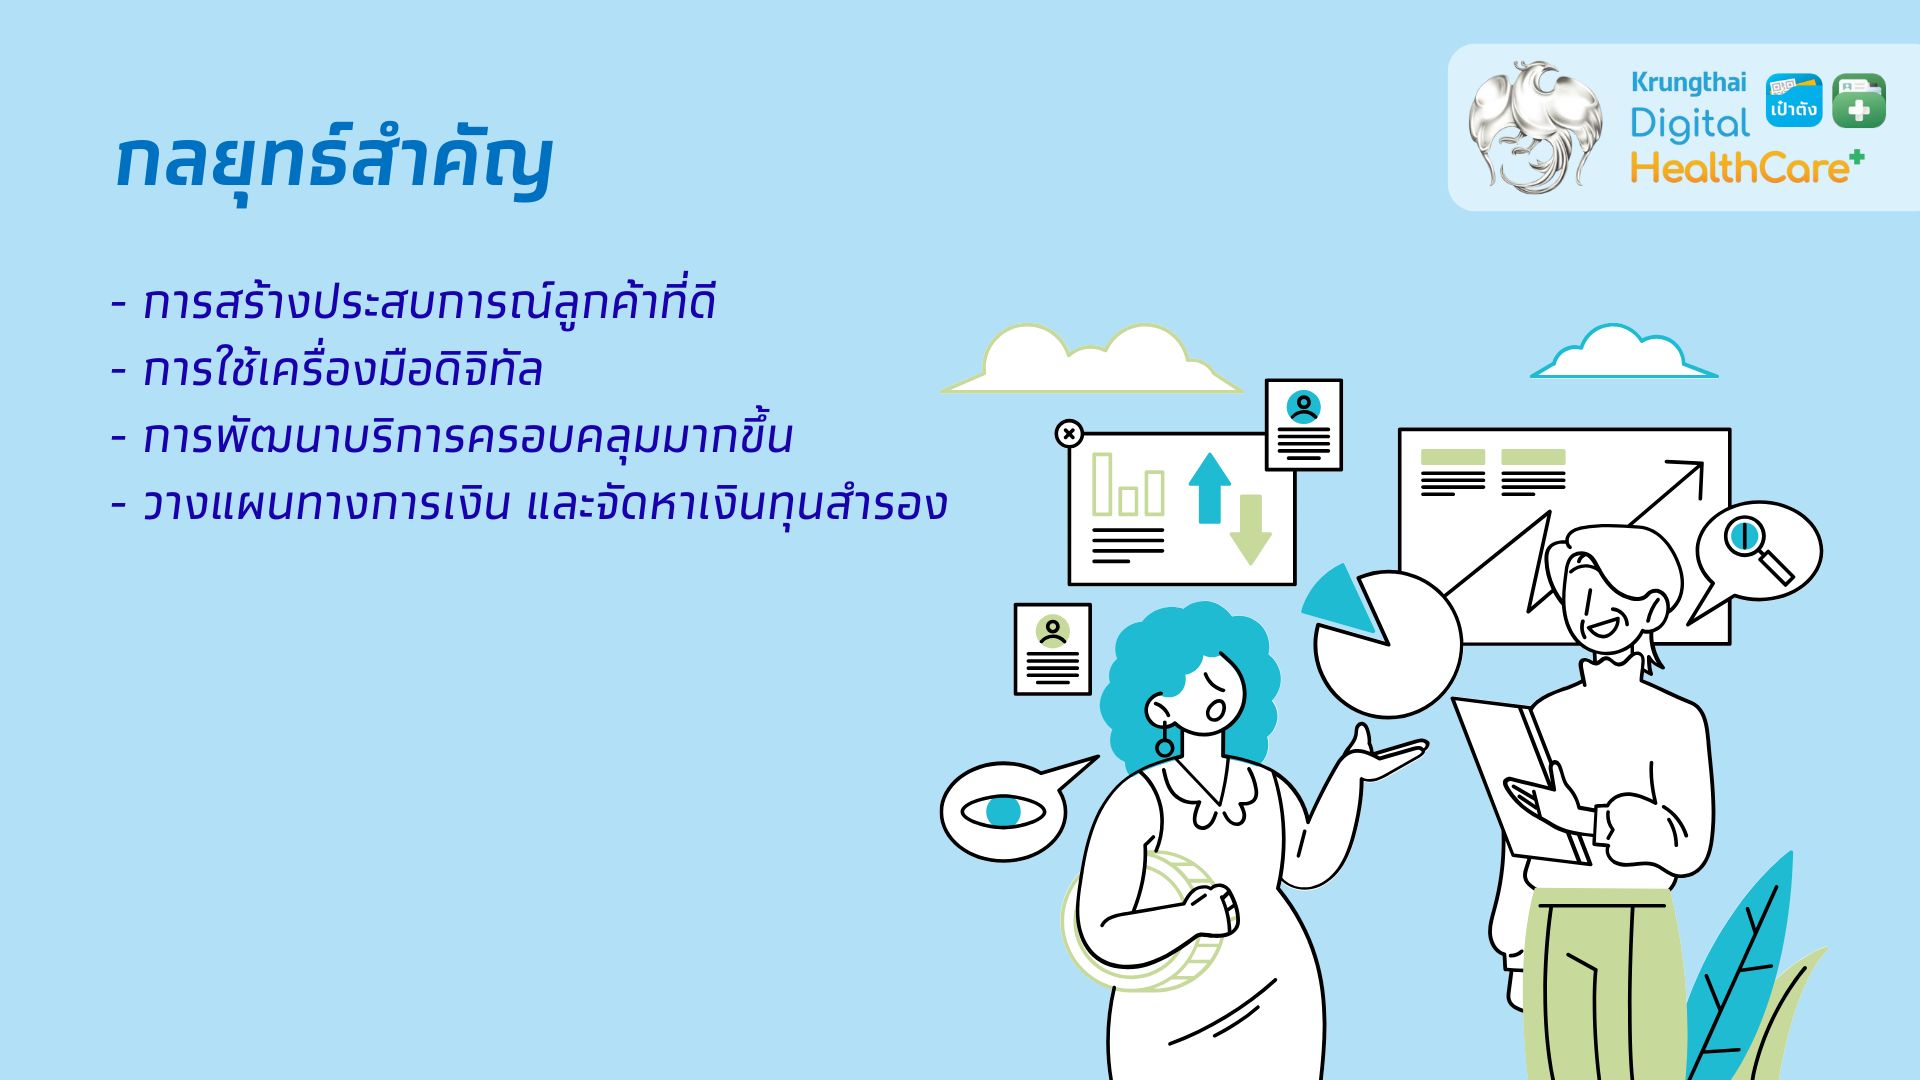 Krungthai
Digital
HealthCare+
เป๋าตัง
กลยุทธ์สำคัญ
- การสร้างประสบการณ์ลูกค้าที่ดี
- การใช้เครื่องมือดิจิทัล
- การพัฒนาบริการครอบคลุมมากขึ้น
- วางแผนทางการเงิน และจัดหาเงินทุนสำรอง